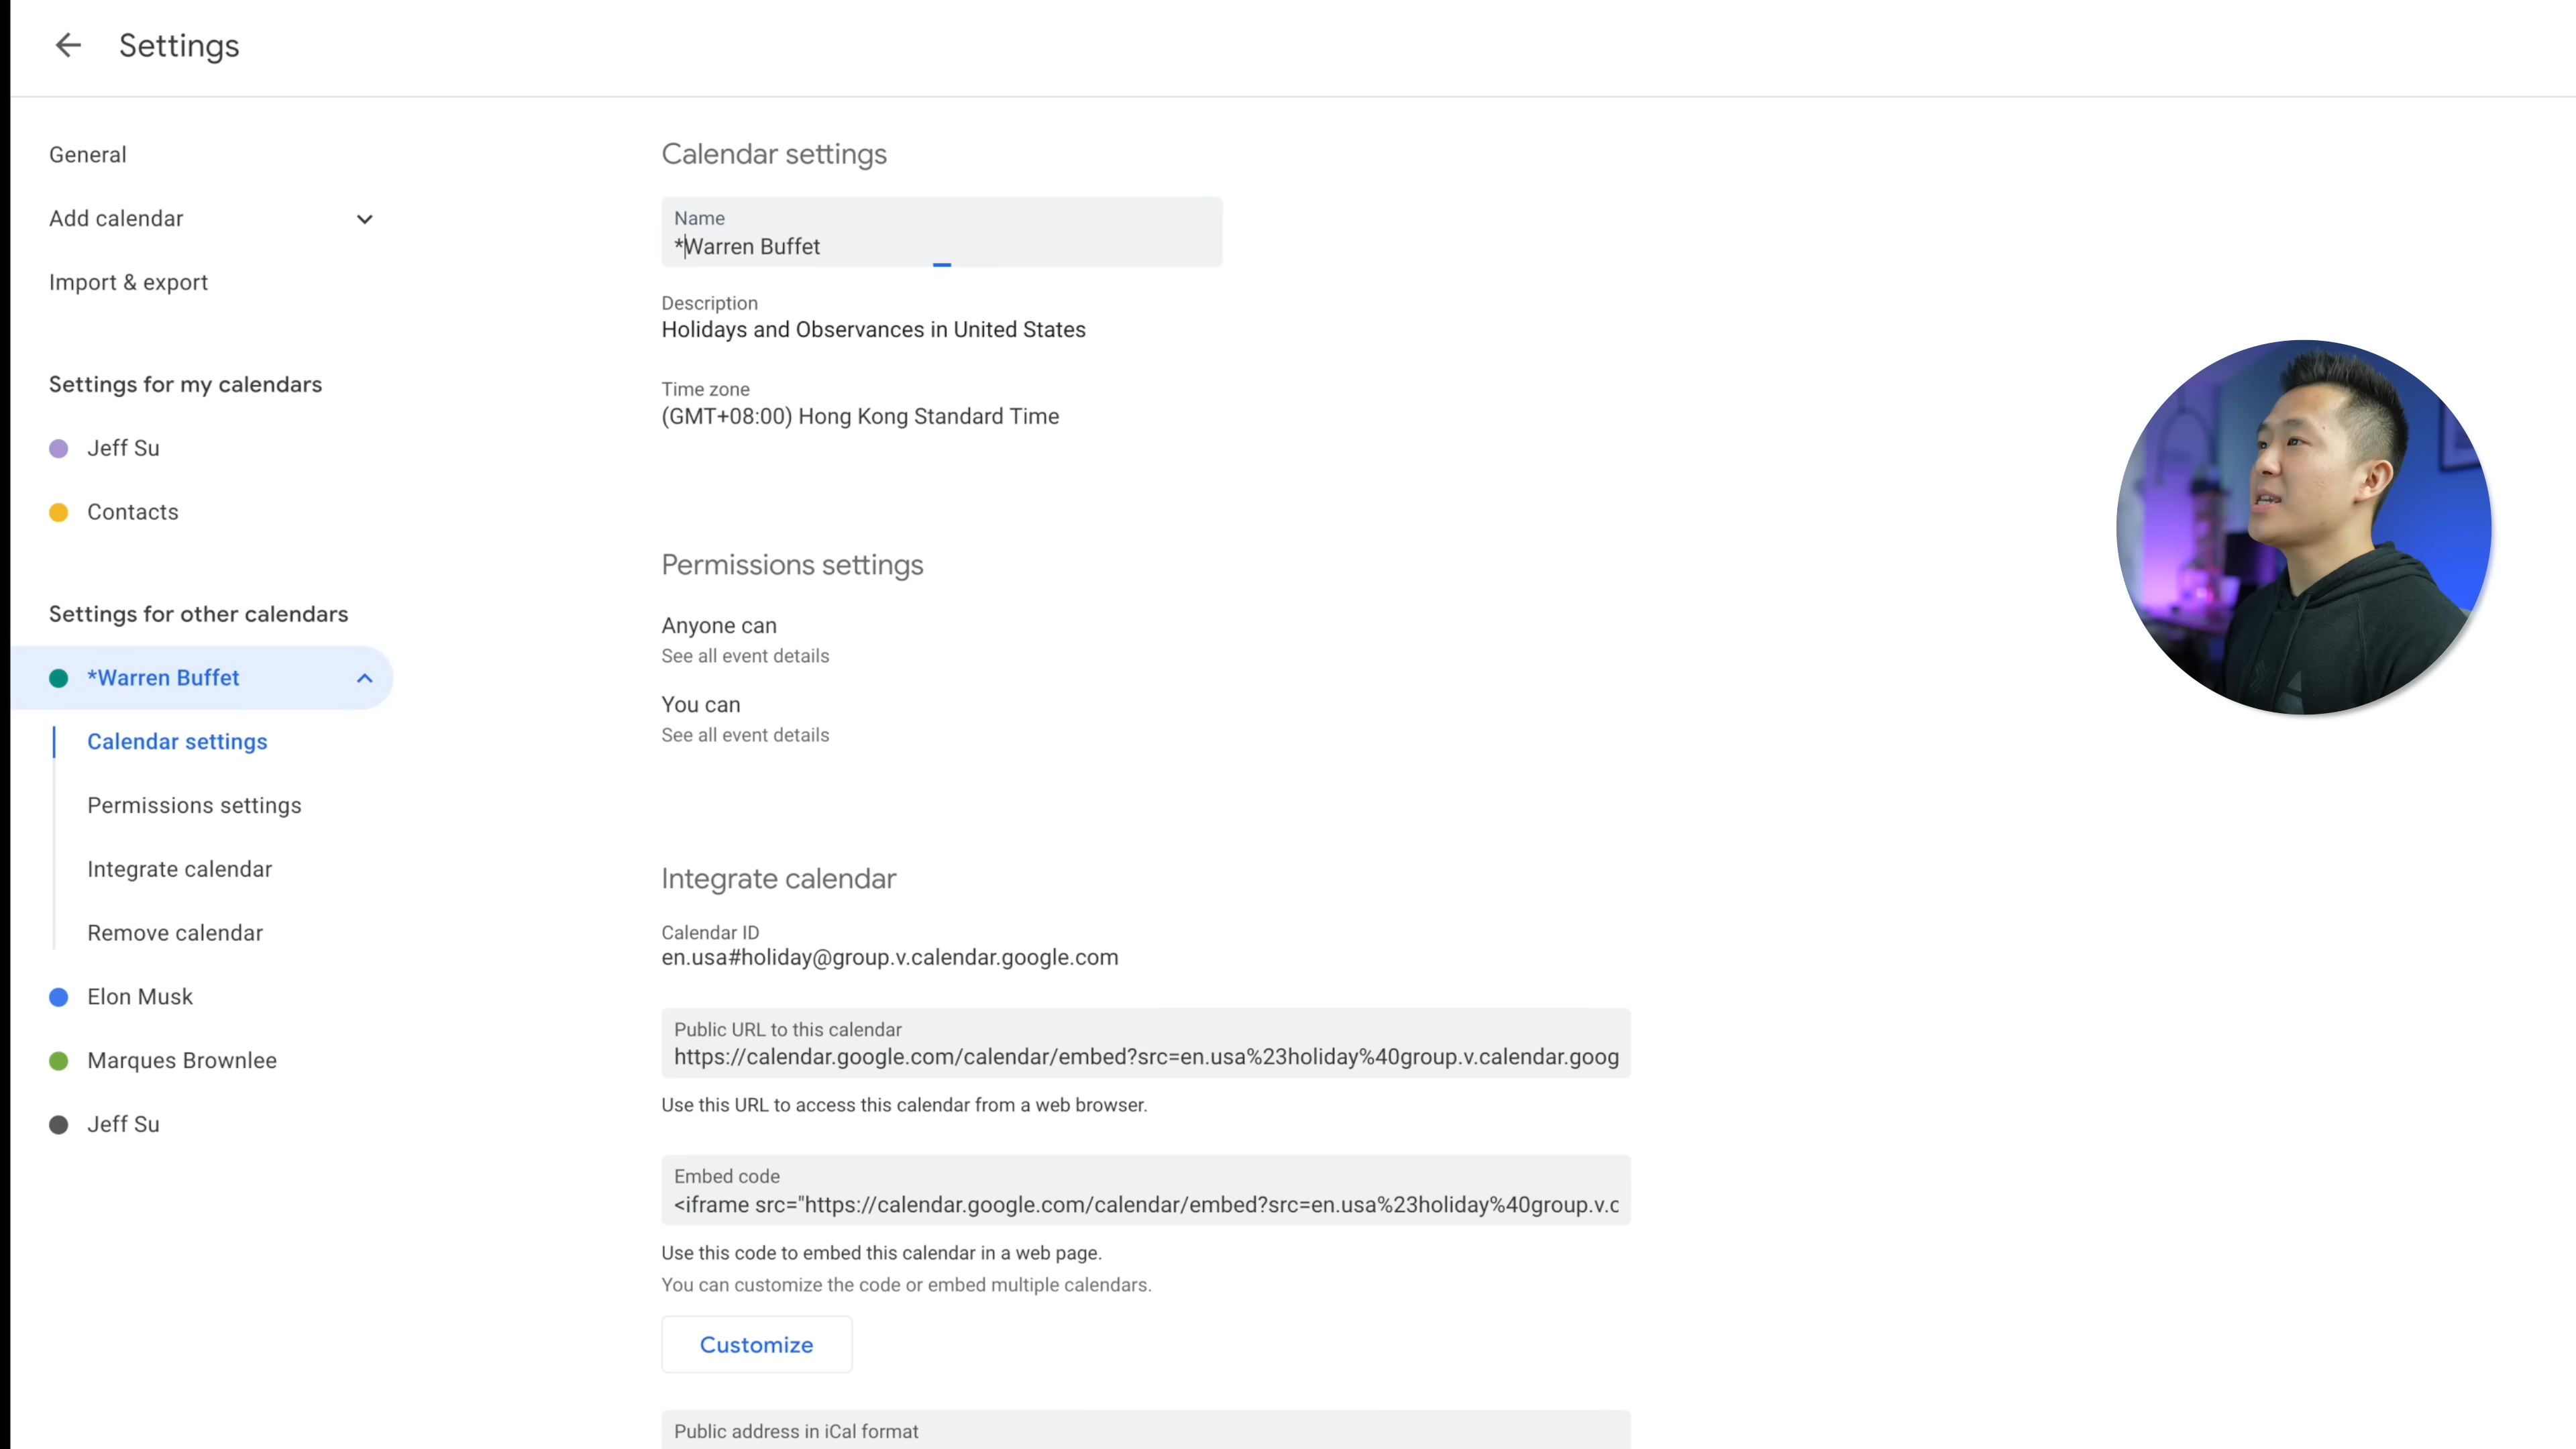 Settings
General
Add calendar
Import & export
Settings for my calendars
Jeff Su
Contacts
Settings for other calendars
*Warren Buffet
Calendar settings
Permissions settings
Integrate calendar
Remove calendar
Elon Musk
Marques Brownlee
Jeff Su
Calendar settings
Name
*Warren Buffet
Description
Holidays and Observances in United States
Time zone
(GMT+08:00) Hong Kong Standard Time
Permissions settings
Anyone can
See all event details
You can
See all event details
Integrate calendar
Calendar ID
en.usa#holiday@group.v.calendar.google.com
Public URL to this calendar
https://calendar.google.com/calendar/embed?src=en.usa%23holiday%40group.v.calendar.goog
Use this URL to access this calendar from a web browser.
Embed code
<iframe src="https://calendar.google.com/calendar/embed?src=en.usa%23holiday%40group.v.c
Use this code to embed this calendar in a web page.
You can customize the code or embed multiple calendars.
Customize
Public address in iCal format